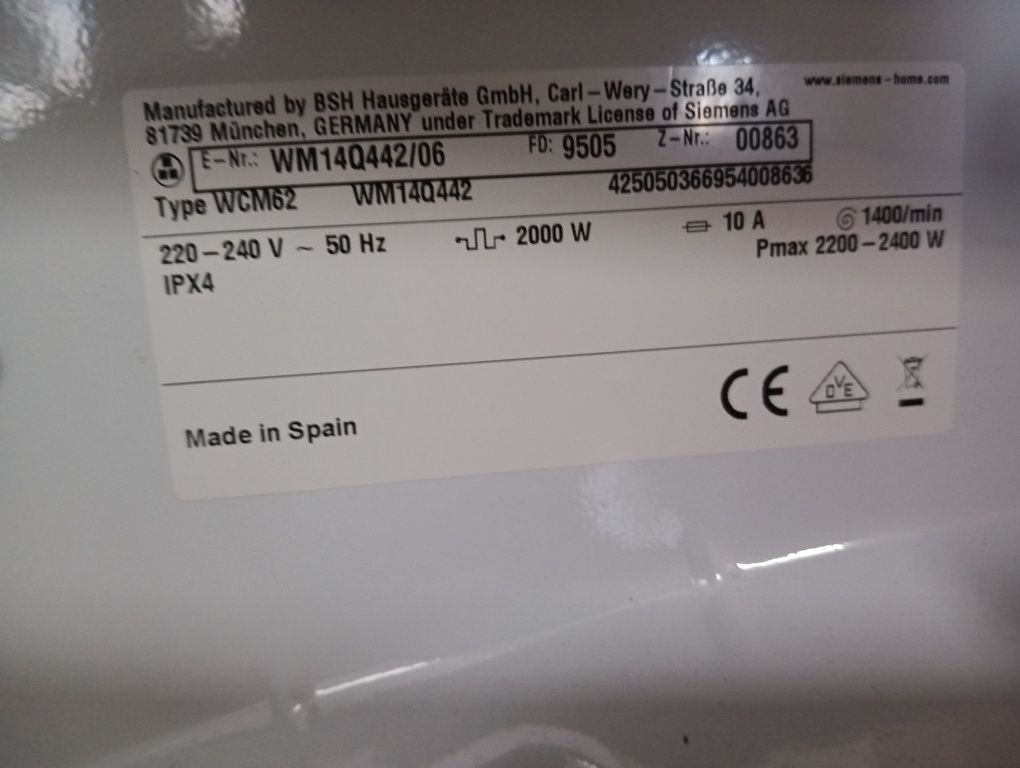 www.siemens-home.com
Manufactured by BSH Hausgeräte GmbH, Carl-Wery-Straße 34,
81739 München, GERMANY under Trademark License of Siemens AG
E-Nr.: WM14Q442/06 FD: 9505 Z-Nr.: 00863
Type WCM62 WM14Q442 425050366954008636
220-240 V ~ 50 Hz 2000 W 10 A 1400/min
IPX4 Pmax 2200-2400 W
CE OVE
Made in Spain